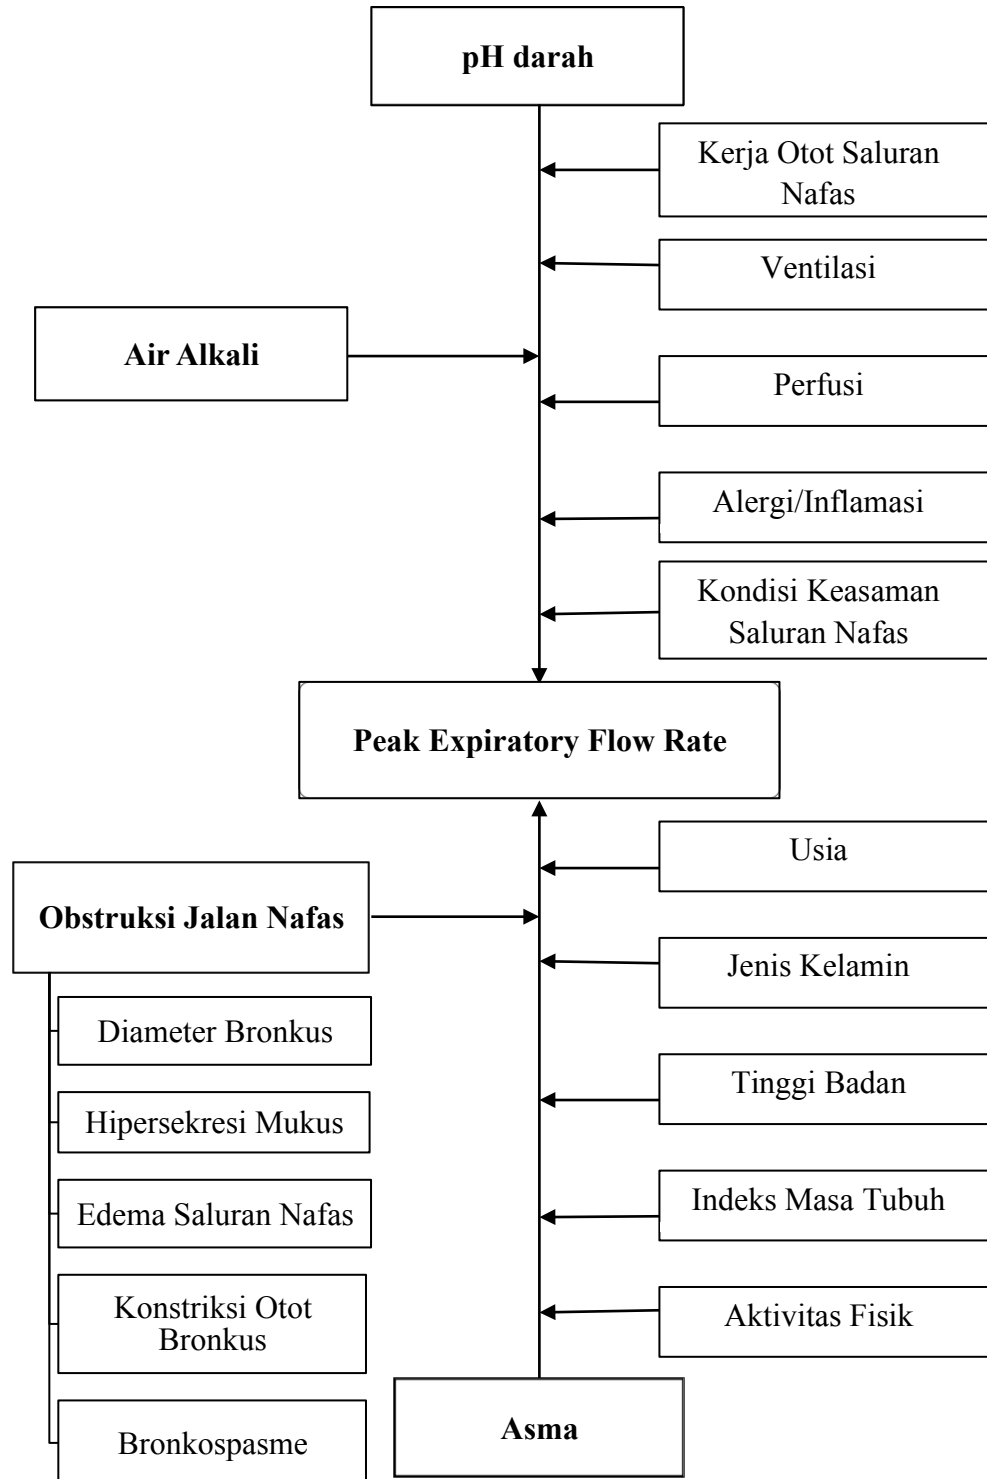 pH darah
Kerja Otot Saluran
Nafas
Ventilasi
Air Alkali
Perfusi
Alergi/Inflamasi
Kondisi Keasaman
Saluran Nafas
Peak Expiratory Flow Rate
Usia
Obstruksi Jalan Nafas
Jenis Kelamin
Diameter Bronkus
Tinggi Badan
Hipersekresi Mukus
Indeks Masa Tubuh
Edema Saluran Nafas
Konstriksi Otot
Bronkus
Aktivitas Fisik
Asma
Bronkospasme